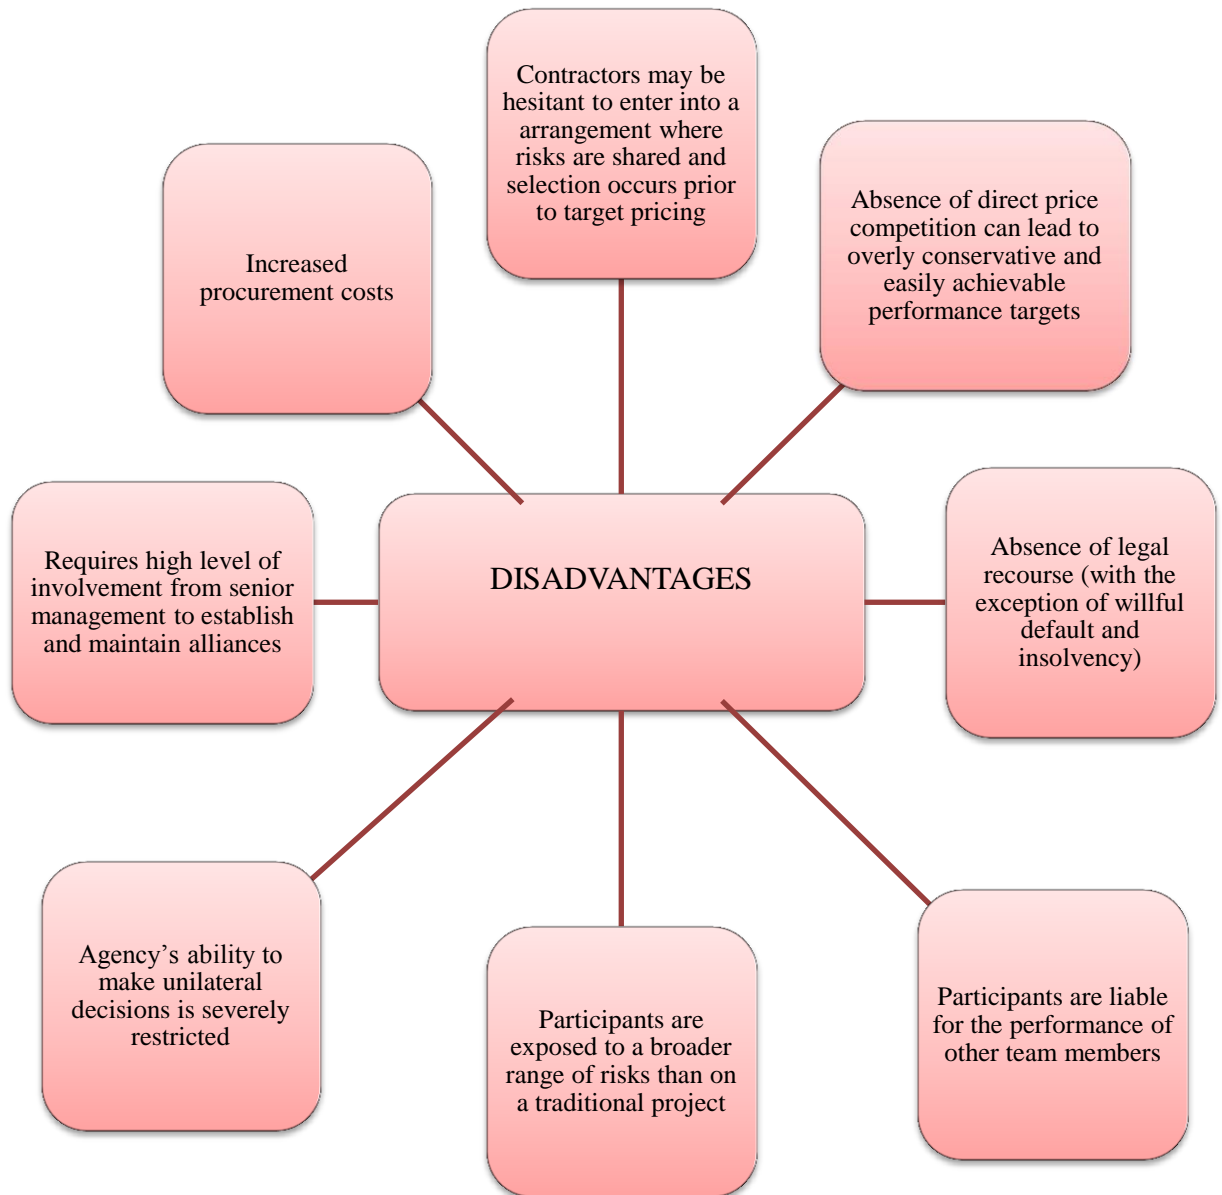 Contractors may be
hesitant to enter into a
arrangement where
risks are shared and
selection occurs prior
to target pricing
Absence of direct price
competition can lead to
overly conservative and
easily achievable
performance targets
Increased
procurement costs
Requires high level of
involvement from senior
management to establish
and maintain alliances
DISADVANTAGES
Absence of legal
recourse (with the
exception of willful
default and
insolvency)
Agency’s ability to
make unilateral
decisions is severely
restricted
Participants are
exposed to a broader
range of risks than on
a traditional project
Participants are liable
for the performance of
other team members